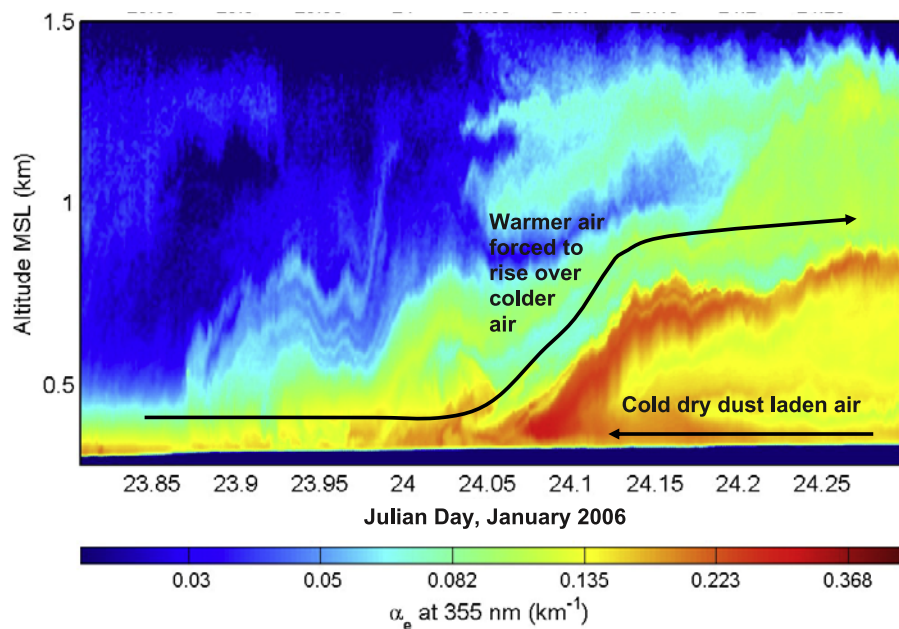 1.5
Altitude MSL (km)
1
0.5
Warmer air
forced to
rise over
colder
air
Cold dry dust laden air
23.85 23.9 23.95 24 24.05 24.1 24.15 24.2 24.25
Julian Day, January 2006
0.03 0.05 0.082 0.135 0.223 0.368
αe at 355 nm (km-1)